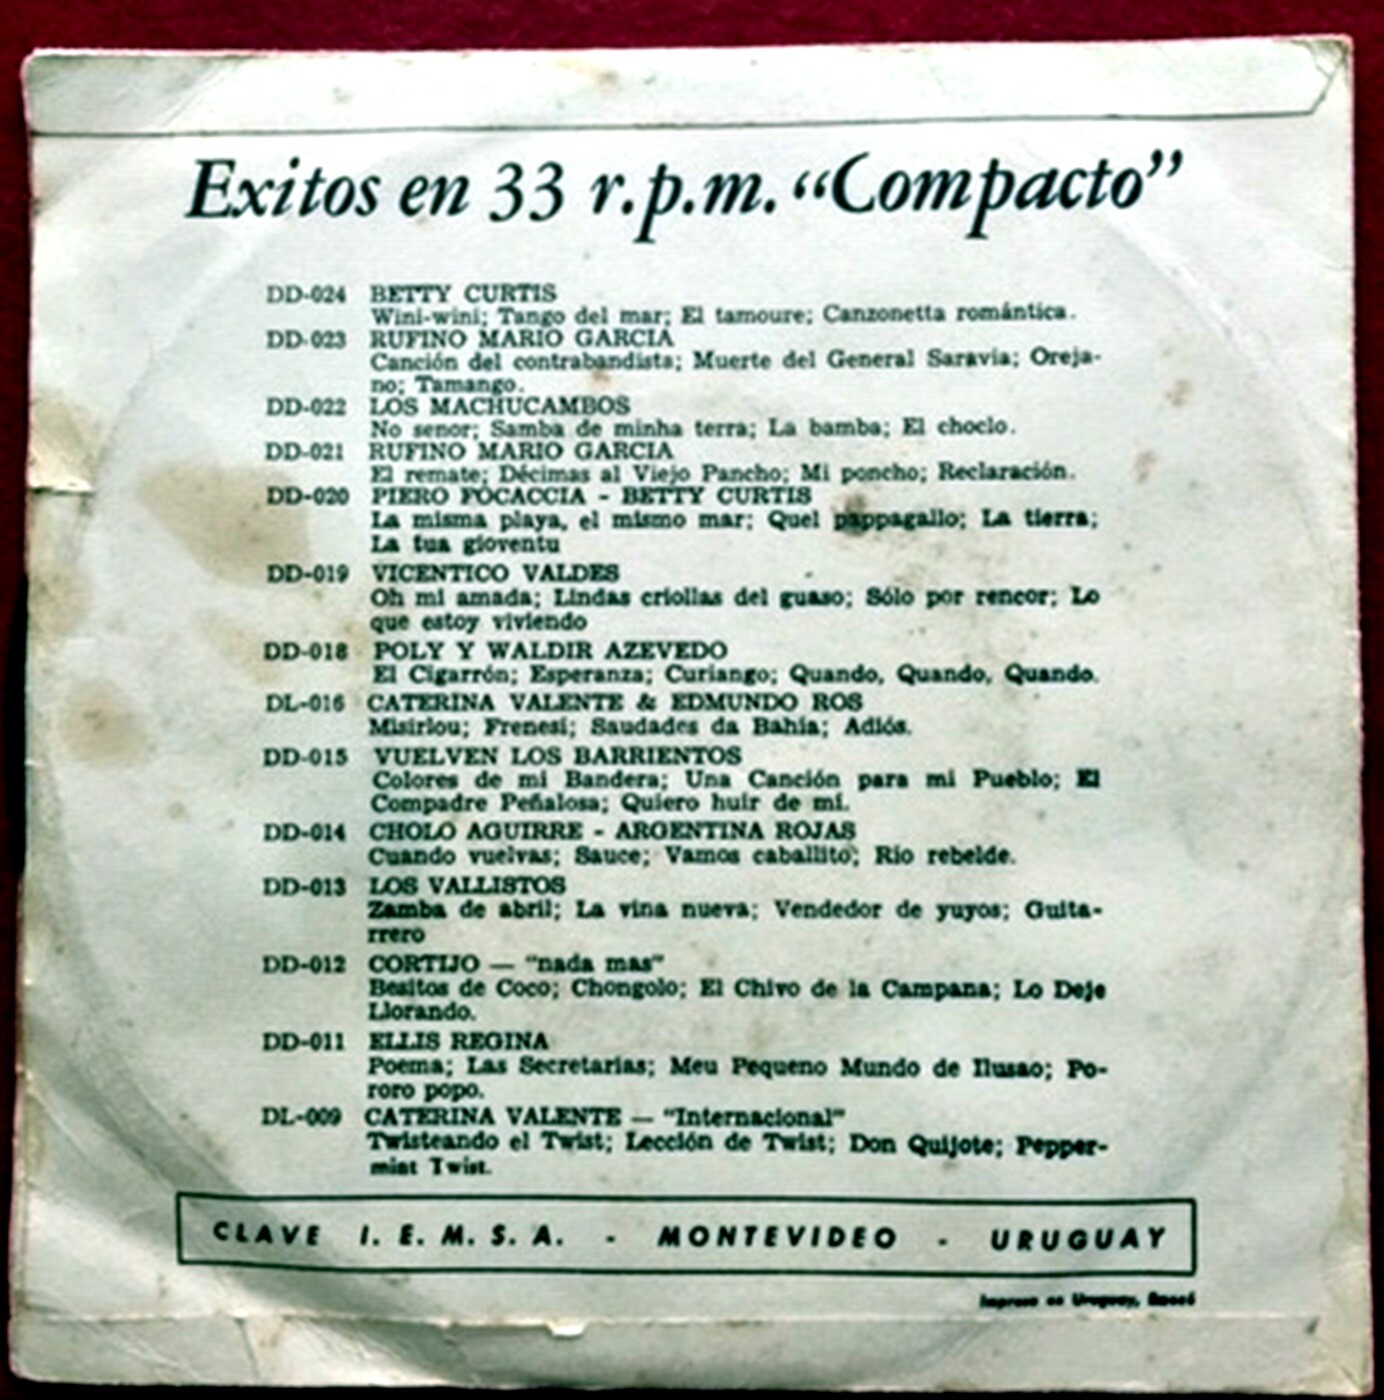 Exitos en 33 r.p.m. “Compacto”
DD-024 BETTY CURTIS
Wini-wini; Tango del mar; El tamoure; Canzonetta romántica.
DD-023 RUFINO MARIO GARCIA
Canción del contrabandista; Muerte del General Saravia; Oreja-
no; Tamango.
DD-022 LOS MACHUCAMBOS
No senor; Samba de minha terra; La bamba; El choclo.
DD-021 RUFINO MARIO GARCIA
El remate; Décimas al Viejo Pancho; Mi poncho; Reclaración.
DD-020 PIERO FOCACCIA - BETTY CURTIS
La misma playa, el mismo mar; Quel pappagallo; La tierra;
La tua gioventu
DD-019 VICENTICO VALDES
Oh mi amada; Lindas criollas del guaso; Sólo por rencor; Lo
que estoy viviendo
DD-018 POLY Y WALDIR AZEVEDO
El Cigarrón; Esperanza; Curiango; Quando, Quando, Quando.
DL-016 CATERINA VALENTE & EDMUNDO ROS
Misirlou; Frenesi; Saudades da Bahia; Adiós.
DD-015 VUELVEN LOS BARRIENTOS
Colores de mi Bandera; Una Canción para mi Pueblo; El
Compadre Peñalosa; Quiero huir de mí.
DD-014 CHOLO AGUIRRE - ARGENTINA ROJAS
Cuando vuelvas; Sauce; Vamos caballito; Río rebelde.
DD-013 LOS VALLISTOS
Zamba de abril; La vina nueva; Vendedor de yuyos; Guita-
rrero
DD-012 CORTIJO — "nada mas"
Besitos de Coco; Chongolo; El Chivo de la Campana; Lo Deje
Llorando.
DD-011 ELLIS REGINA
Poema; Las Secretarias; Meu Pequeno Mundo de Ilusao; Po-
roro popo.
DL-009 CATERINA VALENTE — "Internacional"
Twisteando el Twist; Lección de Twist; Don Quijote; Pepper-
mint Twist.
CLAVE I. E. M. S. A. - MONTEVIDEO - URUGUAY
Impreso en Uruguay,